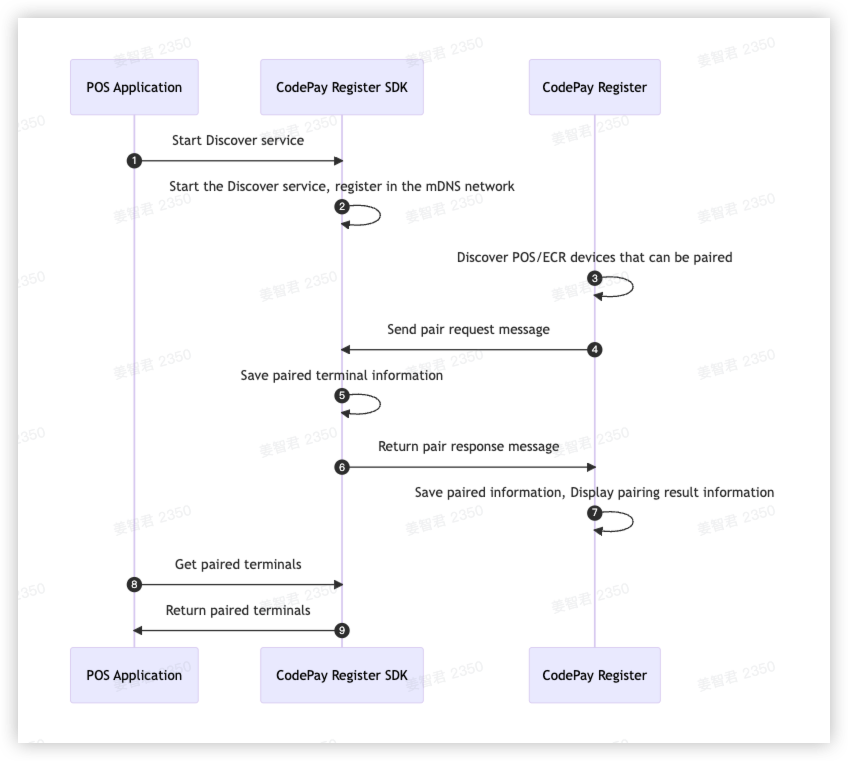 POS Application
CodePay Register SDK
CodePay Register
Start Discover service
1
Start the Discover service, register in the mDNS network
2
Discover POS/ECR devices that can be paired
3
Send pair request message
4
Save paired terminal information
5
Return pair response message
6
Save paired information, Display pairing result information
7
Get paired terminals
8
Return paired terminals
9
POS Application
CodePay Register SDK
CodePay Register
姜智君 2350